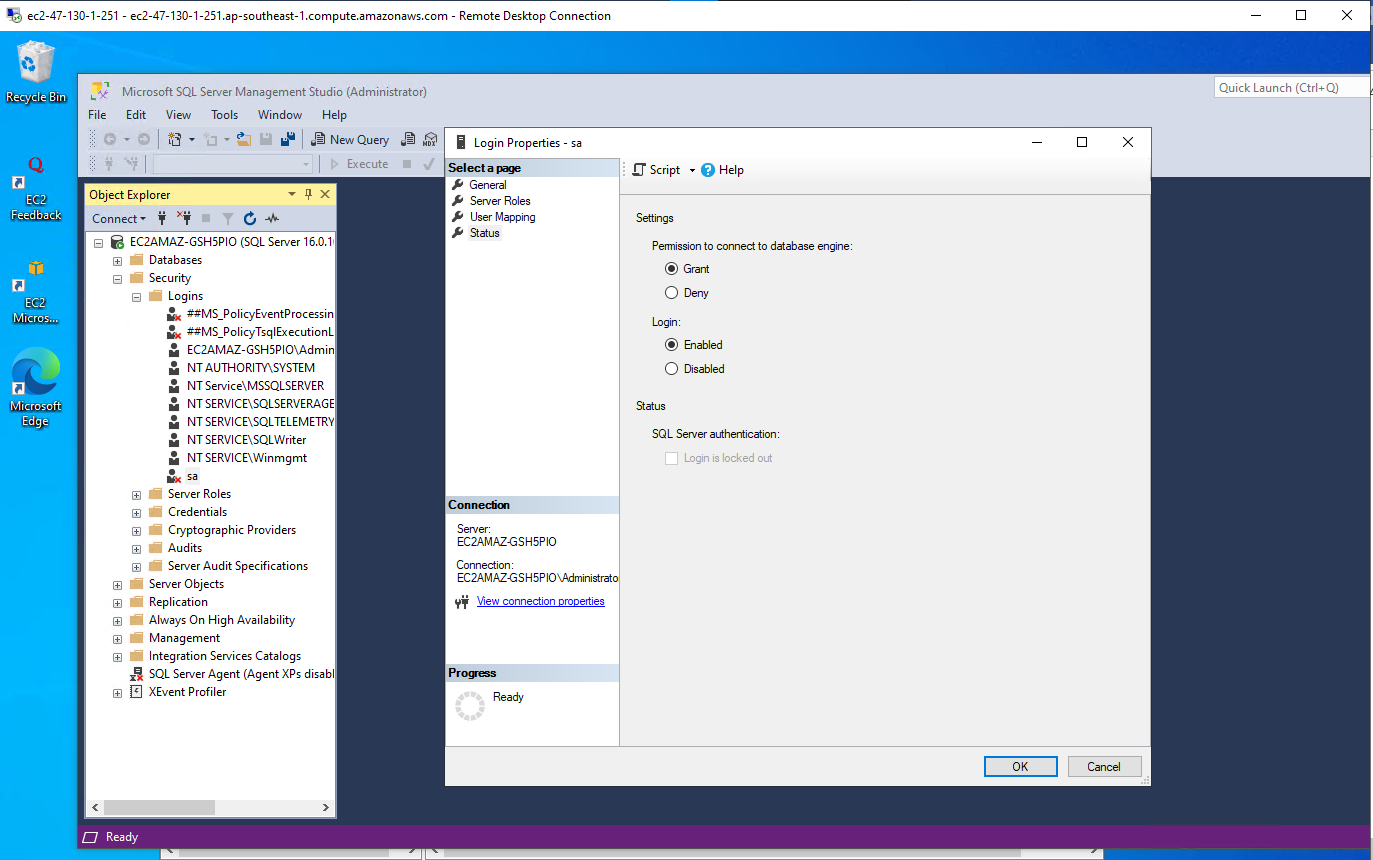 ec2-47-130-1-251 - ec2-47-130-1-251.ap-southeast-1.compute.amazonaws.com - Remote Desktop Connection
Recycle Bin
EC2
Feedback
EC2
Micros...
Microsoft
Edge
Microsoft SQL Server Management Studio (Administrator)
Quick Launch (Ctrl+Q)
File Edit View Tools Window Help
New Query
MDX
Execute
Object Explorer
Connect
EC2AMAZ-GSH5PIO (SQL Server 16.0.10
Databases
Security
Logins
##MS_PolicyEventProcessin
##MS_PolicyTsqlExecutionL
EC2AMAZ-GSH5PIO\Admin
NT AUTHORITY\SYSTEM
NT Service\MSSQLSERVER
NT SERVICE\SQLSERVERAGE
NT SERVICE\SQLTELEMETRY
NT SERVICE\SQLWriter
NT SERVICE\Winmgmt
sa
Server Roles
Credentials
Cryptographic Providers
Audits
Server Audit Specifications
Server Objects
Replication
Always On High Availability
Management
Integration Services Catalogs
SQL Server Agent (Agent XPs disabl
XEvent Profiler
Ready
Login Properties - sa
Select a page
General
Server Roles
User Mapping
Status
Connection
Server:
EC2AMAZ-GSH5PIO
Connection:
EC2AMAZ-GSH5PIO\Administrato
View connection properties
Progress
Ready
Script Help
Settings
Permission to connect to database engine:
Grant
Deny
Login:
Enabled
Disabled
Status
SQL Server authentication:
Login is locked out
OK Cancel